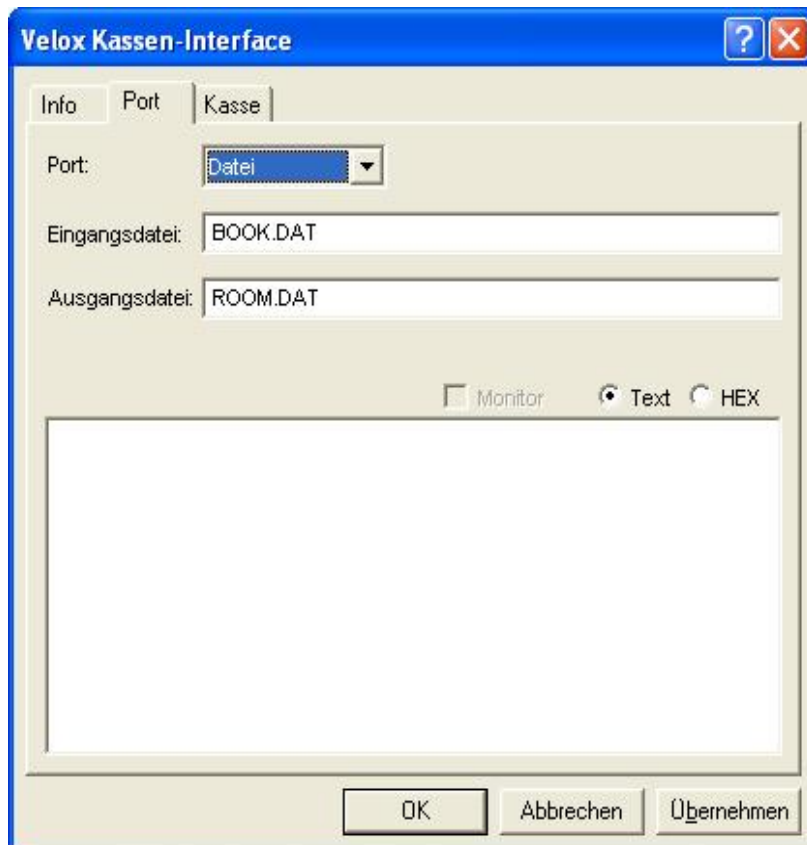 Velox Kassen-Interface
Info Port Kasse
Port: Datei
Eingangsdatei: BOOK.DAT
Ausgangsdatei: ROOM.DAT
Monitor Text HEX
OK Abbrechen Übernehmen